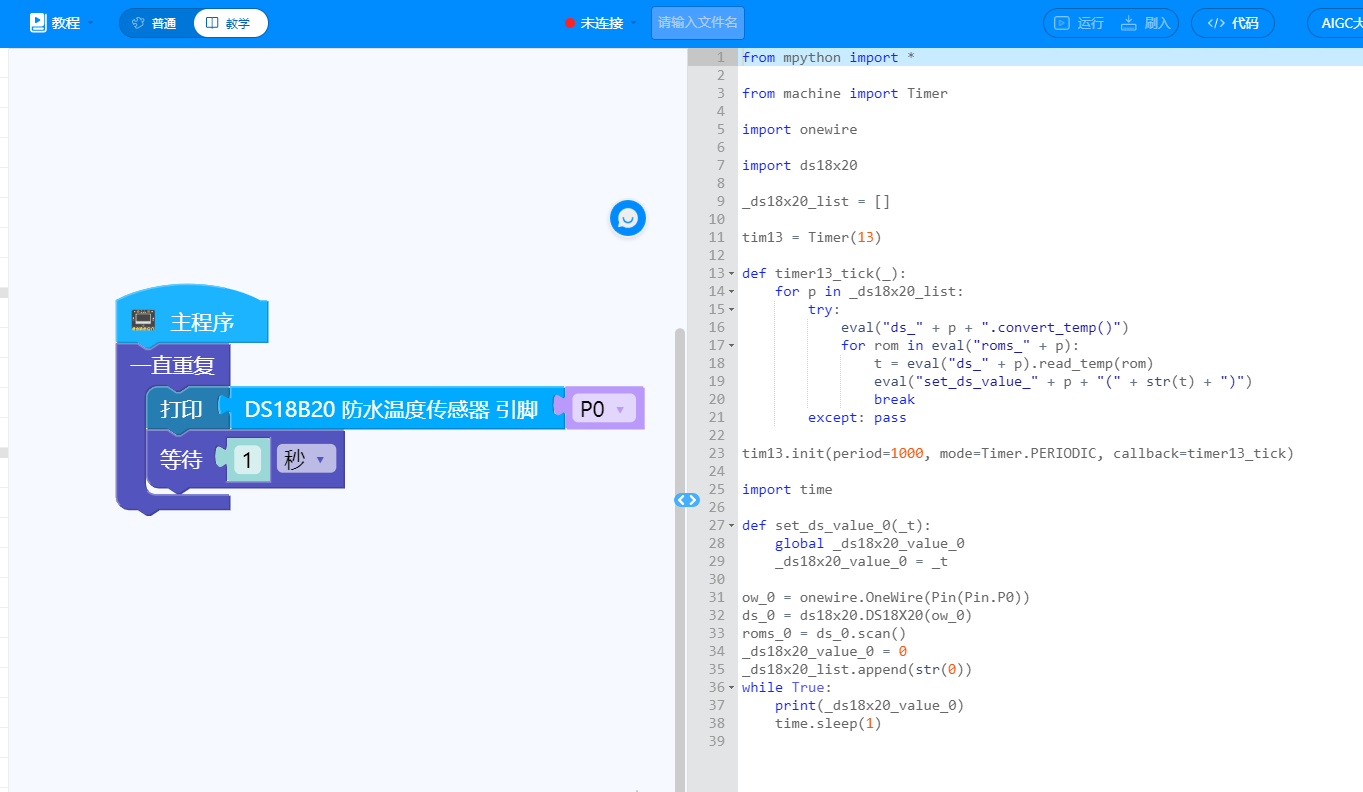 教程 普通 教学 未连接 请输入文件名 运行 刷入 </> 代码 AIGC大
主程序
一直重复
打印 DS18B20 防水温度传感器 引脚 P0
等待 1 秒
1 from mpython import *
2
3 from machine import Timer
4
5 import onewire
6
7 import ds18x20
8
9 _ds18x20_list = []
10
11 tim13 = Timer(13)
12
13 def timer13_tick(_):
14     for p in _ds18x20_list:
15         try:
16             eval("ds_" + p + ".convert_temp()")
17             for rom in eval("roms_" + p):
18                 t = eval("ds_" + p).read_temp(rom)
19                 eval("set_ds_value_" + p + "(" + str(t) + ")")
20                 break
21         except: pass
22
23 tim13.init(period=1000, mode=Timer.PERIODIC, callback=timer13_tick)
24
25 import time
26
27 def set_ds_value_0(_t):
28     global _ds18x20_value_0
29     _ds18x20_value_0 = _t
30
31 ow_0 = onewire.OneWire(Pin(Pin.P0))
32 ds_0 = ds18x20.DS18X20(ow_0)
33 roms_0 = ds_0.scan()
34 _ds18x20_value_0 = 0
35 _ds18x20_list.append(str(0))
36 while True:
37     print(_ds18x20_value_0)
38     time.sleep(1)
39